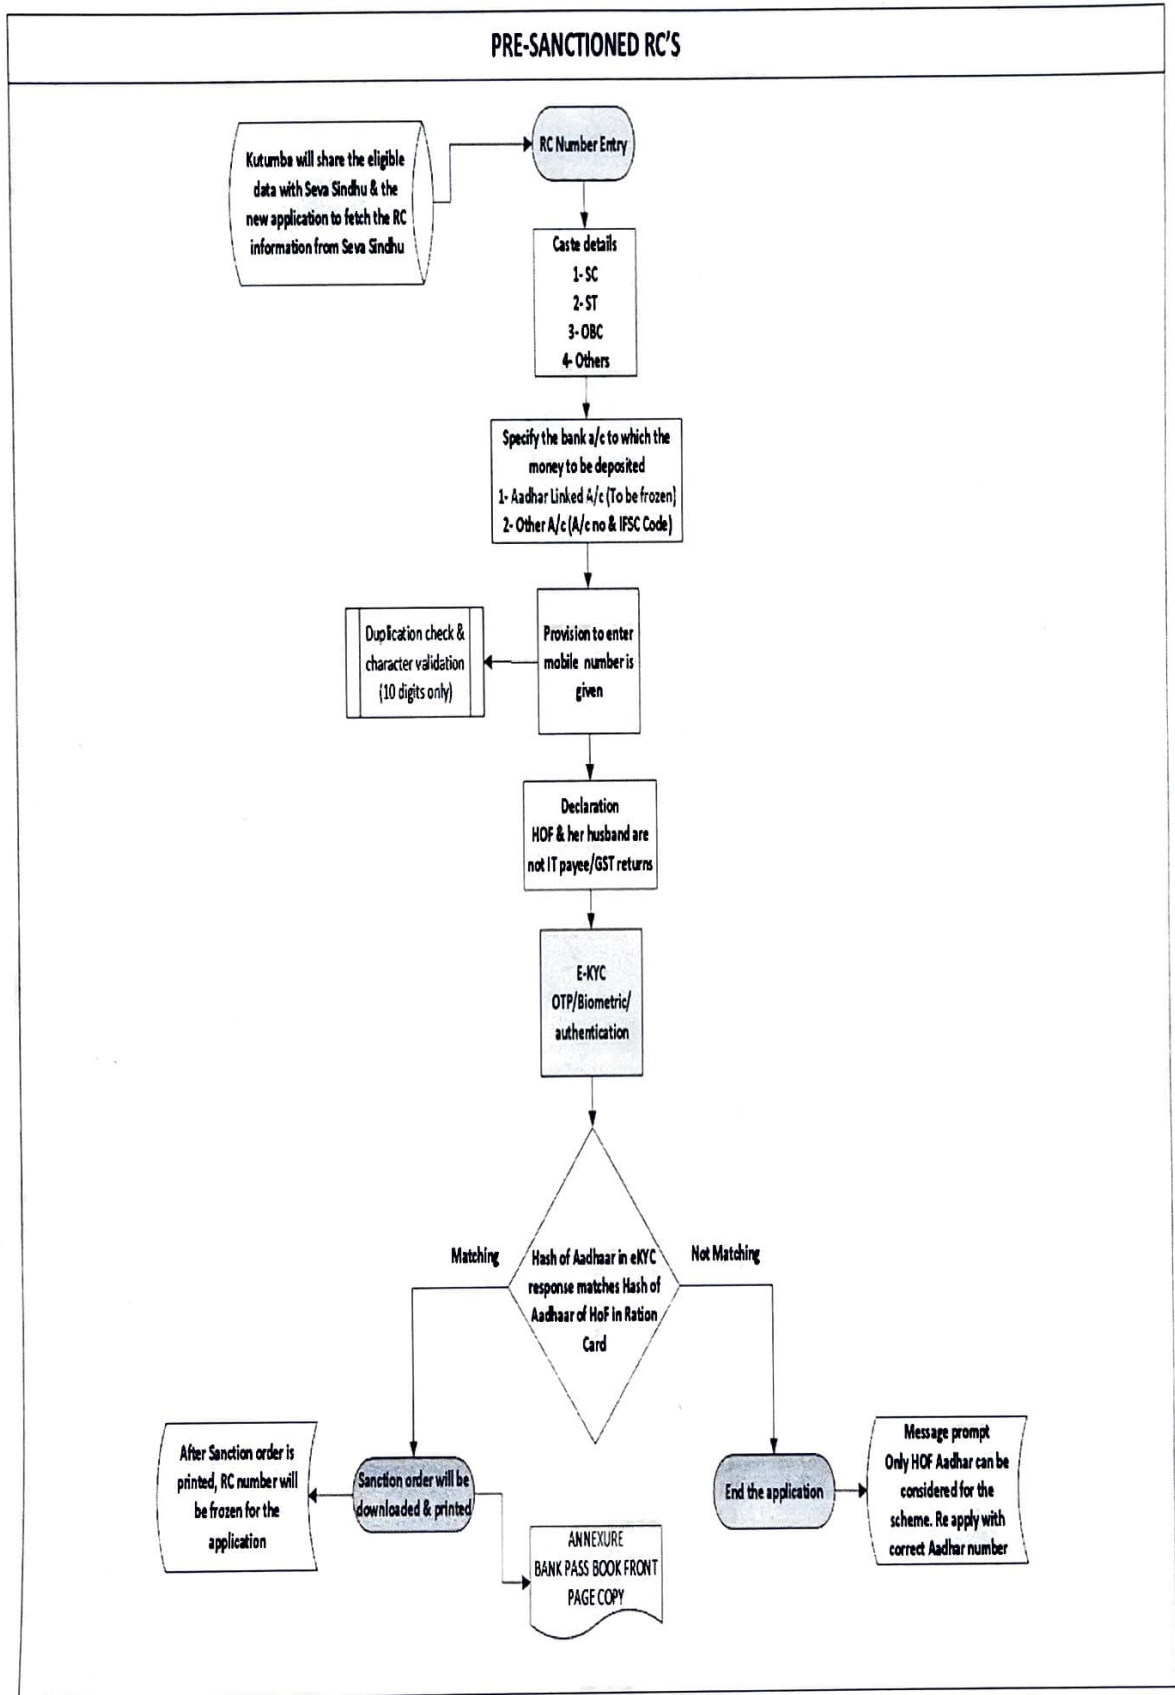 PRE-SANCTIONED RC'S
RC Number Entry
Kutumba will share the eligible
data with Seva Sindhu & the
new application to fetch the RC
information from Seva Sindhu
Caste details
1- SC
2- ST
3- OBC
4- Others
Specify the bank a/c to which the
money to be deposited
1- Aadhar Linked A/c (To be frozen)
2- Other A/c (A/c no & IFSC Code)
Provision to enter
mobile number is
given
Duplication check &
character validation
(10 digits only)
Declaration
HOF & her husband are
not IT payee/GST returns
E-KYC
OTP/Biometric/
authentication
Hash of Aadhaar in eKYC
response matches Hash of
Aadhaar of HoF in Ration
Card
Matching
Not Matching
After Sanction order is
printed, RC number will
be frozen for the
application
Sanction order will be
downloaded & printed
ANNEXURE
BANK PASS BOOK FRONT
PAGE COPY
End the application
Message prompt
Only HOF Aadhar can be
considered for the
scheme. Re apply with
correct Aadhar number